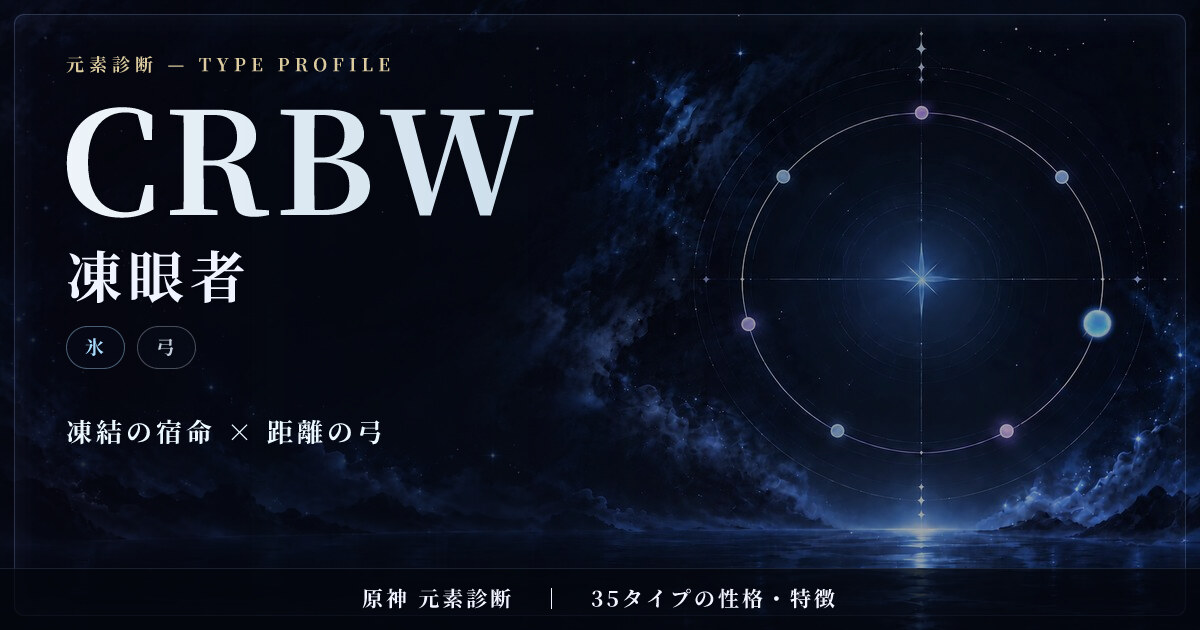 元素診断 — TYPE PROFILE
CRBW
凍眼者
氷 弓
凍結の宿命 × 距離の弓
原神 元素診断 | 35タイプの性格・特徴